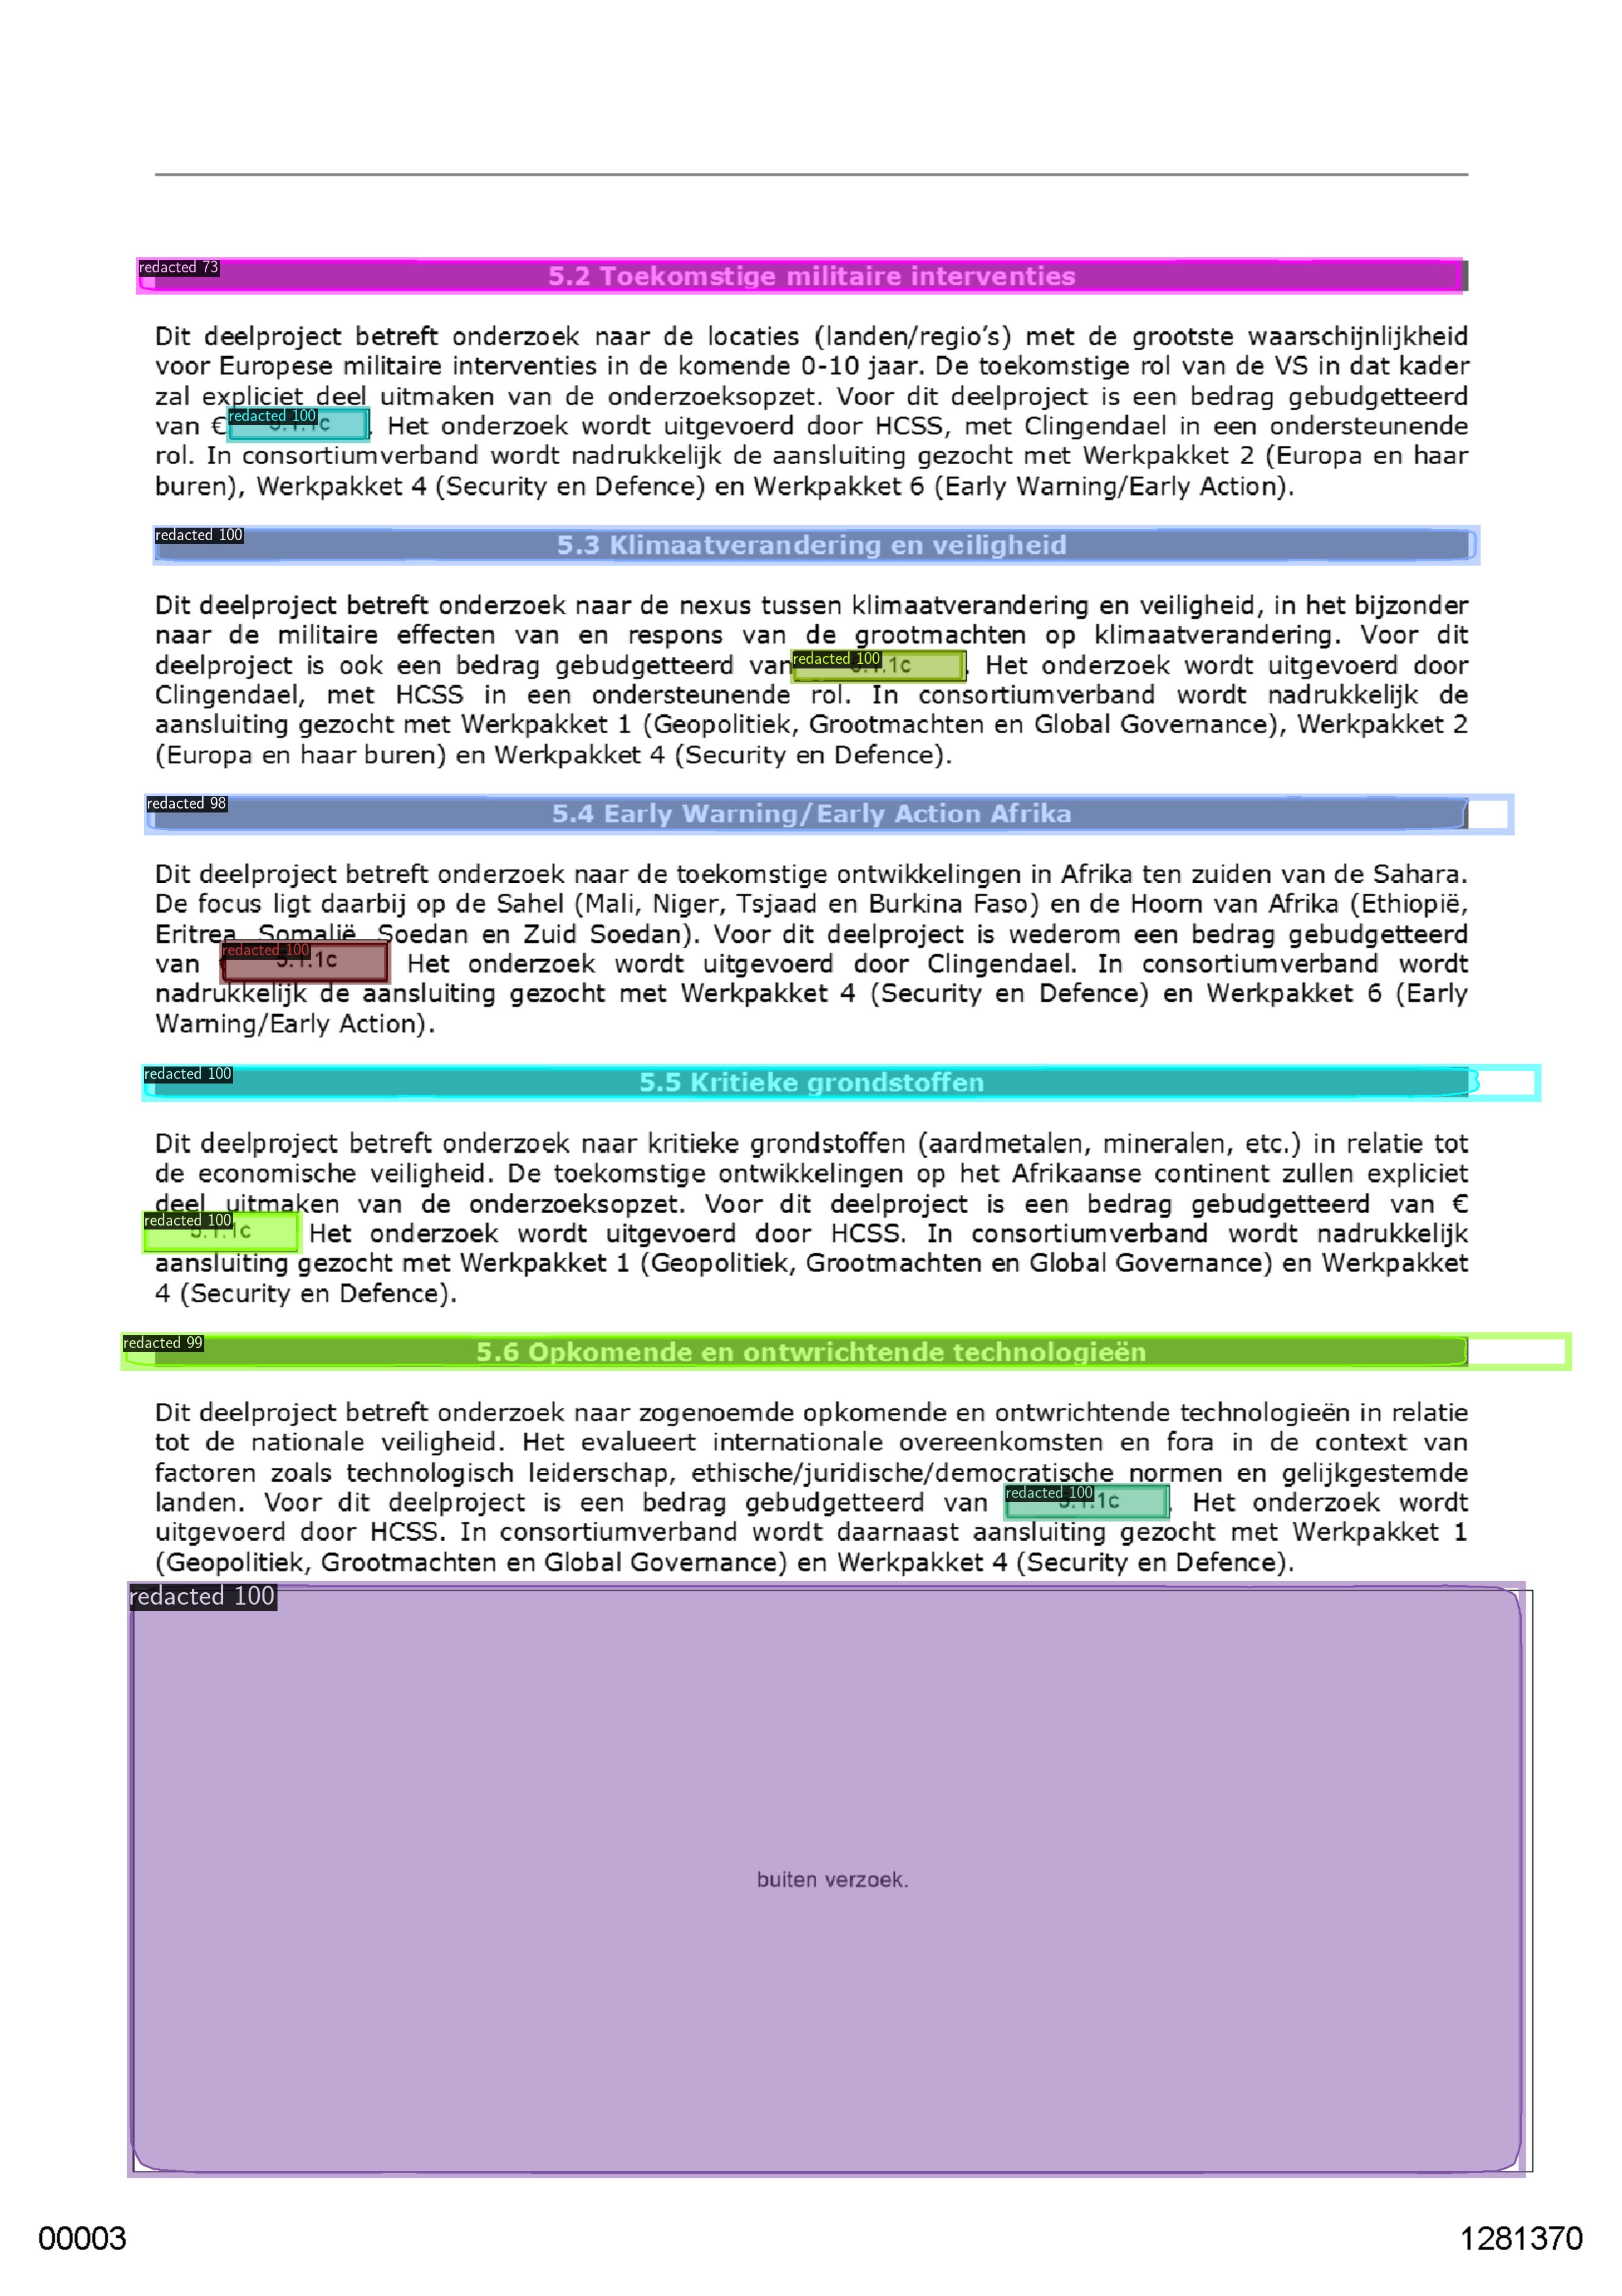 redacted 73
5.2 Toekomstige militaire interventies
Dit deelproject betreft onderzoek naar de locaties (landen/regio's) met de grootste waarschijnlijkheid
voor Europese militaire interventies in de komende 0-10 jaar. De toekomstige rol van de VS in dat kader
zal expliciet deel uitmaken van de onderzoeksopzet. Voor dit deelproject is een bedrag gebudgetteerd
van € redacted 100 5.1.1c. Het onderzoek wordt uitgevoerd door HCSS, met Clingendael in een ondersteunende
rol. In consortiumverband wordt nadrukkelijk de aansluiting gezocht met Werkpakket 2 (Europa en haar
buren), Werkpakket 4 (Security en Defence) en Werkpakket 6 (Early Warning/Early Action).
redacted 100
5.3 Klimaatverandering en veiligheid
Dit deelproject betreft onderzoek naar de nexus tussen klimaatverandering en veiligheid, in het bijzonder
naar de militaire effecten van en respons van de grootmachten op klimaatverandering. Voor dit
deelproject is ook een bedrag gebudgetteerd van redacted 100 5.1.1c. Het onderzoek wordt uitgevoerd door
Clingendael, met HCSS in een ondersteunende rol. In consortiumverband wordt nadrukkelijk de
aansluiting gezocht met Werkpakket 1 (Geopolitiek, Grootmachten en Global Governance), Werkpakket 2
(Europa en haar buren) en Werkpakket 4 (Security en Defence).
redacted 98
5.4 Early Warning/Early Action Afrika
Dit deelproject betreft onderzoek naar de toekomstige ontwikkelingen in Afrika ten zuiden van de Sahara.
De focus ligt daarbij op de Sahel (Mali, Niger, Tsjaad en Burkina Faso) en de Hoorn van Afrika (Ethiopië,
Eritrea, Somalië, Soedan en Zuid Soedan). Voor dit deelproject is wederom een bedrag gebudgetteerd
van redacted 100 5.1.1c Het onderzoek wordt uitgevoerd door Clingendael. In consortiumverband wordt
nadrukkelijk de aansluiting gezocht met Werkpakket 4 (Security en Defence) en Werkpakket 6 (Early
Warning/Early Action).
redacted 100
5.5 Kritieke grondstoffen
Dit deelproject betreft onderzoek naar kritieke grondstoffen (aardmetalen, mineralen, etc.) in relatie tot
de economische veiligheid. De toekomstige ontwikkelingen op het Afrikaanse continent zullen expliciet
deel uitmaken van de onderzoeksopzet. Voor dit deelproject is een bedrag gebudgetteerd van €
redacted 100 5.1.1c Het onderzoek wordt uitgevoerd door HCSS. In consortiumverband wordt nadrukkelijk
aansluiting gezocht met Werkpakket 1 (Geopolitiek, Grootmachten en Global Governance) en Werkpakket
4 (Security en Defence).
redacted 99
5.6 Opkomende en ontwrichtende technologieën
Dit deelproject betreft onderzoek naar zogenoemde opkomende en ontwrichtende technologieën in relatie
tot de nationale veiligheid. Het evalueert internationale overeenkomsten en fora in de context van
factoren zoals technologisch leiderschap, ethische/juridische/democratische normen en gelijkgestemde
landen. Voor dit deelproject is een bedrag gebudgetteerd van redacted 100 5.1.1c. Het onderzoek wordt
uitgevoerd door HCSS. In consortiumverband wordt daarnaast aansluiting gezocht met Werkpakket 1
(Geopolitiek, Grootmachten en Global Governance) en Werkpakket 4 (Security en Defence).
redacted 100
buiten verzoek.
00003
1281370